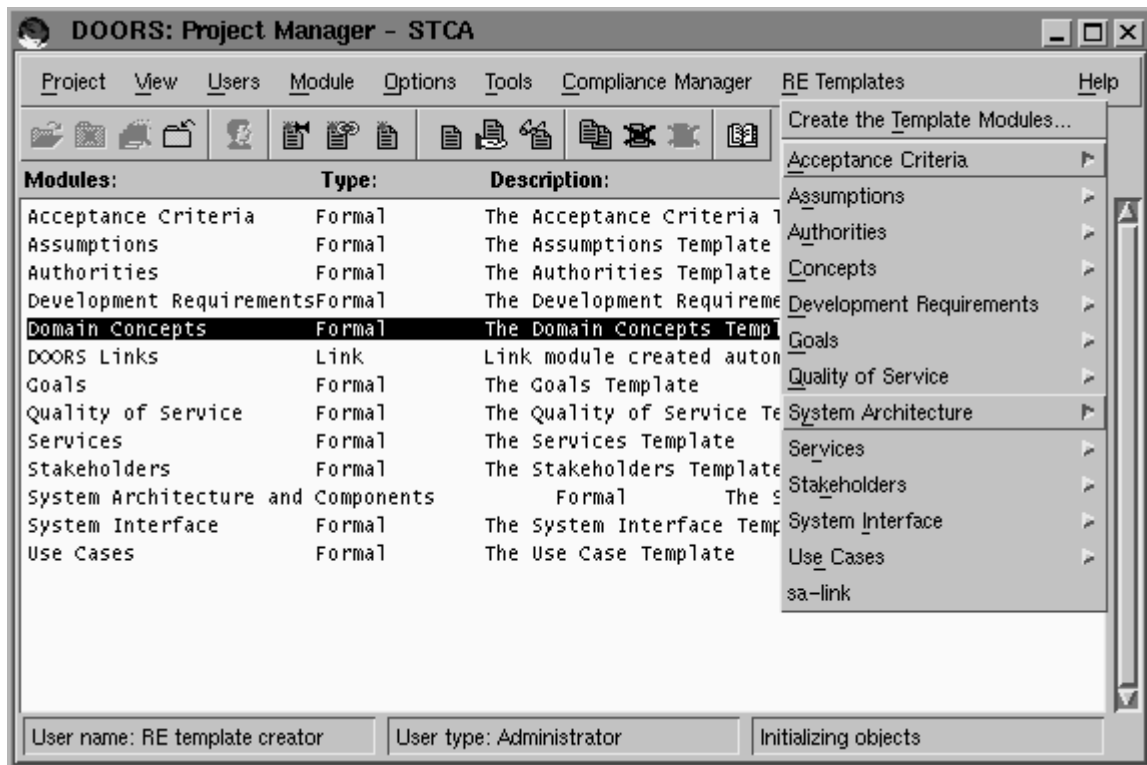 DOORS: Project Manager - STCA
Project View Users Module Options Tools Compliance Manager RE Templates Help
Create the Template Modules...
Acceptance Criteria
Assumptions
Authorities
Concepts
Development Requirements
Goals
Quality of Service
System Architecture
Services
Stakeholders
System Interface
Use Cases
sa-link
Modules: Type: Description:
Acceptance Criteria Formal The Acceptance Criteria
Assumptions Formal The Assumptions Template
Authorities Formal The Authorities Template
Development Requirements Formal The Development Requireme
Domain Concepts Formal The Domain Concepts Templ
DOORS Links Link Link module created autom
Goals Formal The Goals Template
Quality of Service Formal The Quality of Service Te
Services Formal The Services Template
Stakeholders Formal The Stakeholders Template
System Architecture and Components Formal The S
System Interface Formal The System Interface Temp
Use Cases Formal The Use Case Template
User name: RE template creator User type: Administrator Initializing objects